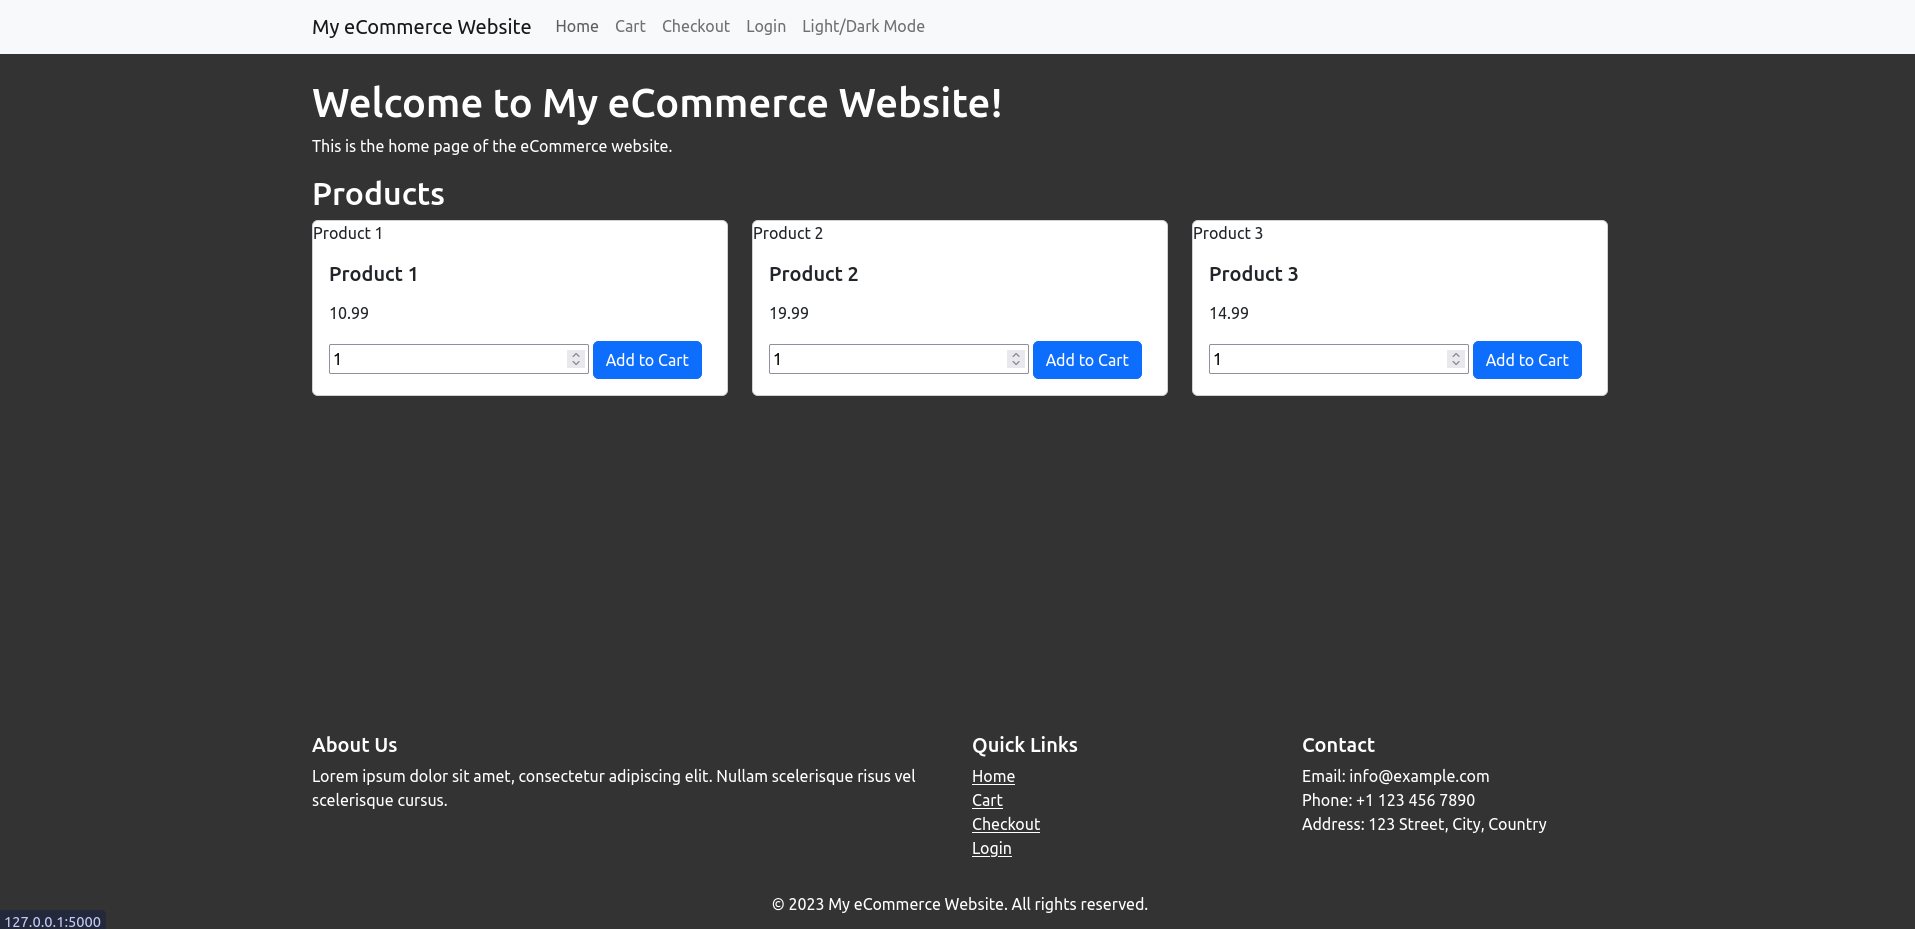 My eCommerce Website Home Cart Checkout Login Light/Dark Mode
Welcome to My eCommerce Website!
This is the home page of the eCommerce website.
Products
Product 1
Product 1
10.99
1 Add to Cart
Product 2
Product 2
19.99
1 Add to Cart
Product 3
Product 3
14.99
1 Add to Cart
About Us
Lorem ipsum dolor sit amet, consectetur adipiscing elit. Nullam scelerisque risus vel
scelerisque cursus.
Quick Links
Home
Cart
Checkout
Login
Contact
Email: info@example.com
Phone: +1 123 456 7890
Address: 123 Street, City, Country
© 2023 My eCommerce Website. All rights reserved.
127.0.0.1:5000